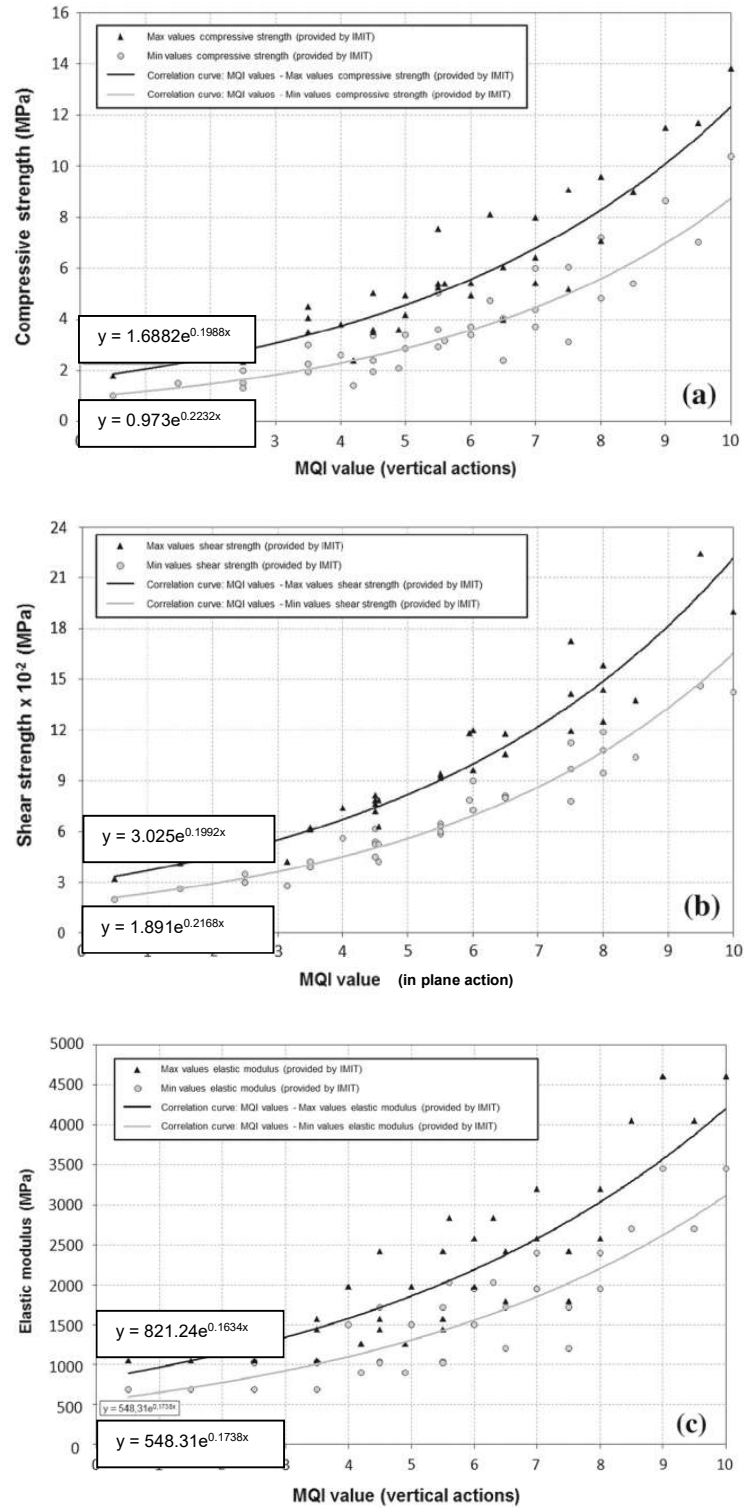 16
14
12
10
8
6
4
2
0
Compressive strength (MPa)
Max values compressive strength (provided by IMIT)
Min values compressive strength (provided by IMIT)
Correlation curve: MQI values - Max values compressive strength (provided by IMIT)
Correlation curve: MQI values - Min values compressive strength (provided by IMIT)
y = 1.6882e^0.1988x
y = 0.973e^0.2232x
(a)
3 4 5 6 7 8 9 10
MQI value (vertical actions)
24
21
18
15
12
9
6
3
0
Shear strength x 10⁻² (MPa)
Max values shear strength (provided by IMIT)
Min values shear strength (provided by IMIT)
Correlation curve: MQI values - Max values shear strength (provided by IMIT)
Correlation curve: MQI values - Min values shear strength (provided by IMIT)
y = 3.025e^0.1992x
y = 1.891e^0.2168x
(b)
3 4 5 6 7 8 9 10
MQI value (in plane action)
5000
4500
4000
3500
3000
2500
2000
1500
1000
500
0
Elastic modulus (MPa)
Max values elastic modulus (provided by IMIT)
Min values elastic modulus (provided by IMIT)
Correlation curve: MQI values - Max values elastic modulus (provided by IMIT)
Correlation curve: MQI values - Min values elastic modulus (provided by IMIT)
y = 821.24e^0.1634x
y = 548,31e^0,1738x
y = 548.31e^0.1738x
(c)
3 4 5 6 7 8 9 10
MQI value (vertical actions)